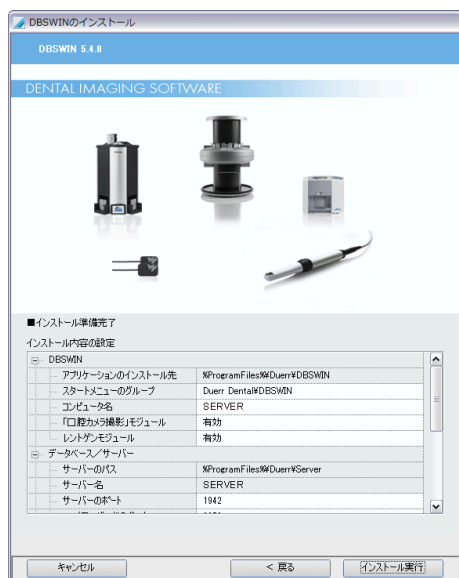 DBSWINのインストール
DBSWIN 5.4.0
DENTAL IMAGING SOFTWARE
■インストール準備完了
インストール内容の設定
DBSWIN
アプリケーションのインストール先 %ProgramFiles%¥Duerr¥DBSWIN
スタートメニューのグループ Duerr Dental¥DBSWIN
コンピュータ名 SERVER
「口腔カメラ撮影」モジュール 有効
レントゲンモジュール 有効
データベース／サーバー
サーバーのパス %ProgramFiles%¥Duerr¥Server
サーバー名 SERVER
サーバーのポート 1942
キャンセル < 戻る インストール実行